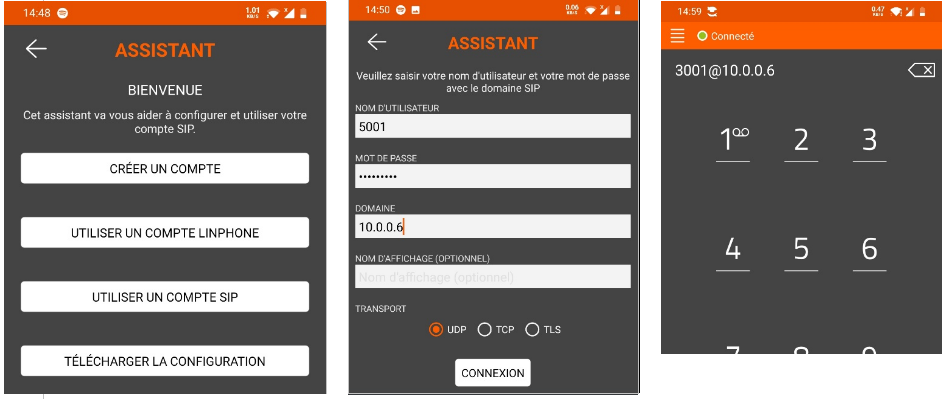 14:48
1.01
KB/S
ASSISTANT
BIENVENUE
Cet assistant va vous aider à configurer et utiliser votre
compte SIP.
CRÉER UN COMPTE
UTILISER UN COMPTE LINPHONE
UTILISER UN COMPTE SIP
TÉLÉCHARGER LA CONFIGURATION
14:50
0.06
KB/S
ASSISTANT
Veuillez saisir votre nom d'utilisateur et votre mot de passe
avec le domaine SIP
NOM D'UTILISATEUR
5001
MOT DE PASSE
•••••••••
DOMAINE
10.0.0.6
NOM D'AFFICHAGE (OPTIONNEL)
Nom d'affichage (optionnel)
TRANSPORT
UDP TCP TLS
CONNEXION
14:59
0.47
KB/S
Connecté
3001@10.0.0.6
1 2 3
4 5 6
7 8 9